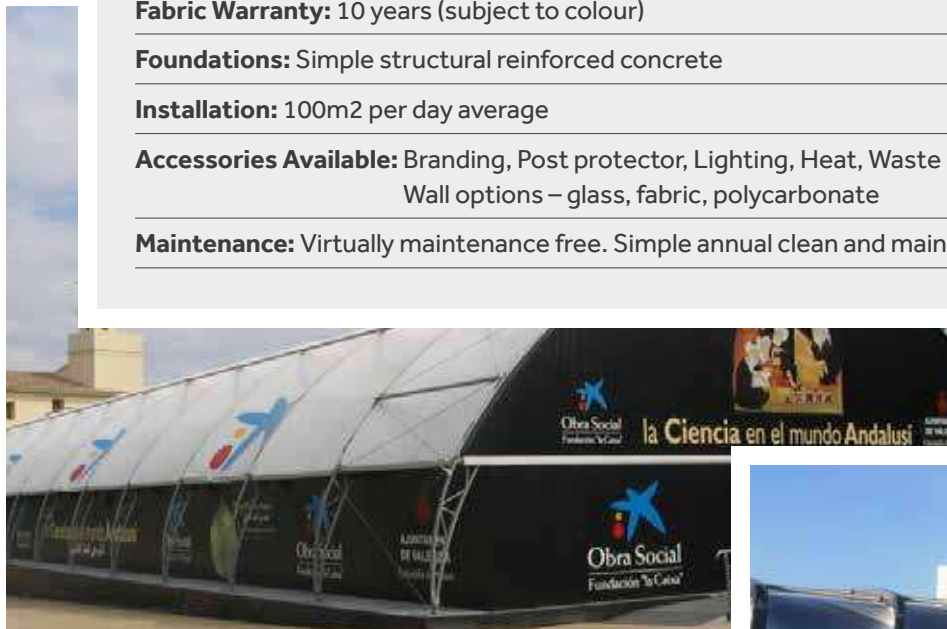 Fabric Warranty: 10 years (subject to colour)
Foundations: Simple structural reinforced concrete
Installation: 100m2 per day average
Accessories Available: Branding, Post protector, Lighting, Heat, Waste
Wall options – glass, fabric, polycarbonate
Maintenance: Virtually maintenance free. Simple annual clean and main
Obra Social
Fundación "la Caixa"
la Ciencia en el mundo Andalusi
Obra Social
Fundación "la Caixa"